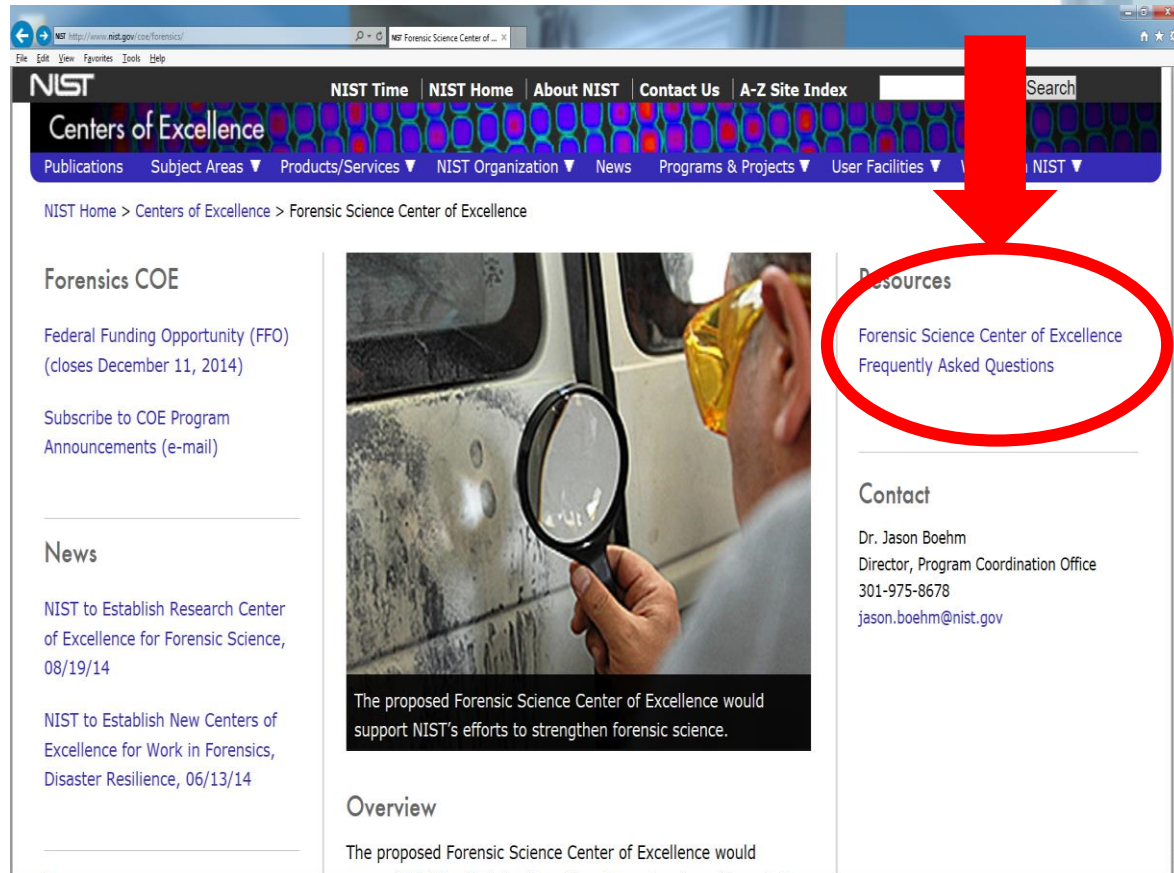 NIST http://www.nist.gov/coe/forensics/
NIST Forensic Science Center of ...
File Edit View Favorites Tools Help
NIST
NIST Time | NIST Home | About NIST | Contact Us | A-Z Site Index
Search
Centers of Excellence
Publications Subject Areas ▼ Products/Services ▼ NIST Organization ▼ News Programs & Projects ▼ User Facilities ▼ NIST ▼
NIST Home > Centers of Excellence > Forensic Science Center of Excellence
Forensics COE
Federal Funding Opportunity (FFO)
(closes December 11, 2014)
Subscribe to COE Program
Announcements (e-mail)
News
NIST to Establish Research Center
of Excellence for Forensic Science,
08/19/14
NIST to Establish New Centers of
Excellence for Work in Forensics,
Disaster Resilience, 06/13/14
The proposed Forensic Science Center of Excellence would
support NIST's efforts to strengthen forensic science.
Overview
The proposed Forensic Science Center of Excellence would
Resources
Forensic Science Center of Excellence
Frequently Asked Questions
Contact
Dr. Jason Boehm
Director, Program Coordination Office
301-975-8678
jason.boehm@nist.gov